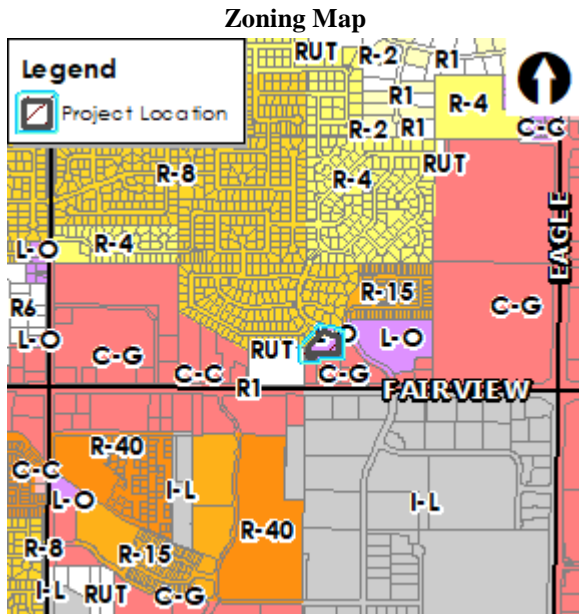 Zoning Map
Legend
Project Location
RUT
R-2
R1
R1
R-4
R-2
R1
C-G
RUT
R-8
R-4
EAGLE
L-O
R-4
R-15
R6
C-G
L-O
O
L-O
RUT
C-G
C-C
C-G
R1
FAIRVIEW
R-40
C-C
I-L
L-O
I-L
R-40
R-8
R-15
I-L
RUT
C-G